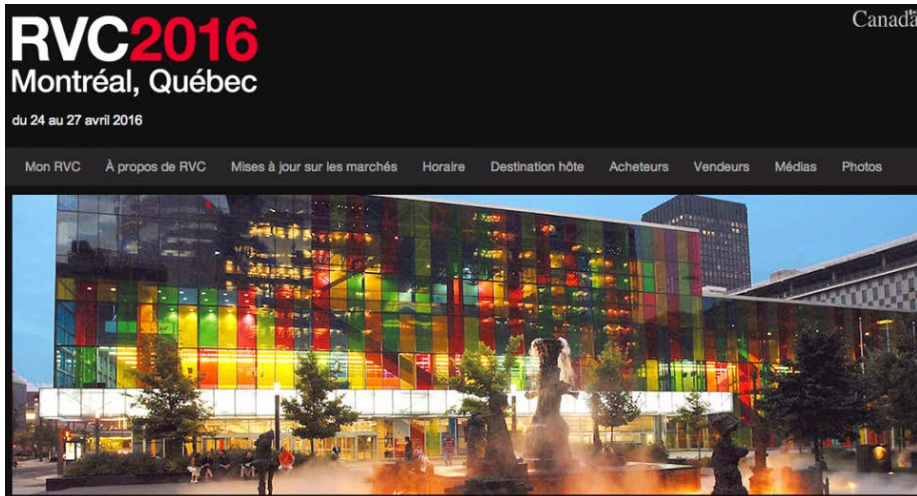 RVC2016
Canada
Montréal, Québec
du 24 au 27 avril 2016
Mon RVC À propos de RVC Mises à jour sur les marchés Horaire Destination hôte Acheteurs Vendeurs Médias Photos